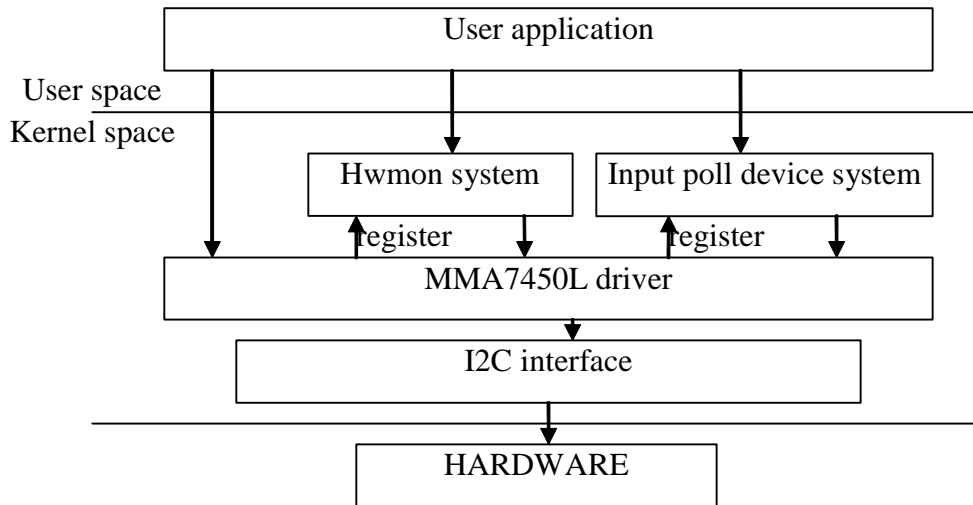 User application
User space
Kernel space
Hwmon system
Input poll device system
register
register
MMA7450L driver
I2C interface
HARDWARE